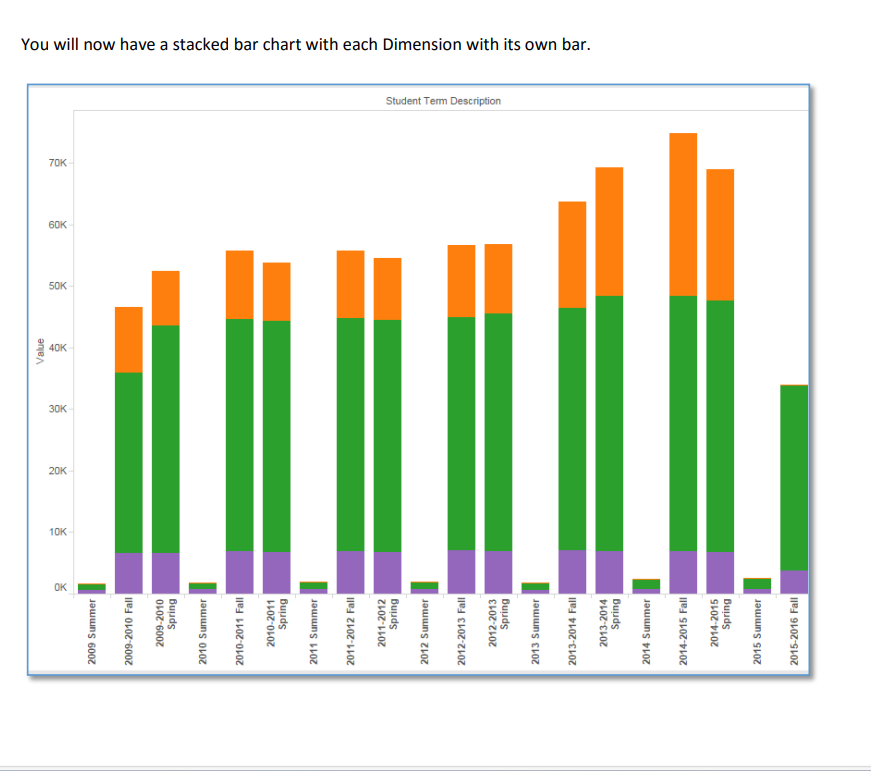 You will now have a stacked bar chart with each Dimension with its own bar.
Student Term Description
70K
60K
50K
40K
30K
20K
10K
0K
Value
2009 Summer
2009-2010 Fall
2009-2010
Spring
2010 Summer
2010-2011 Fall
2010-2011
Spring
2011 Summer
2011-2012 Fall
2011-2012
Spring
2012 Summer
2012-2013 Fall
2012-2013
Spring
2013 Summer
2013-2014 Fall
2013-2014
Spring
2014 Summer
2014-2015 Fall
2014-2015
Spring
2015 Summer
2015-2016 Fall